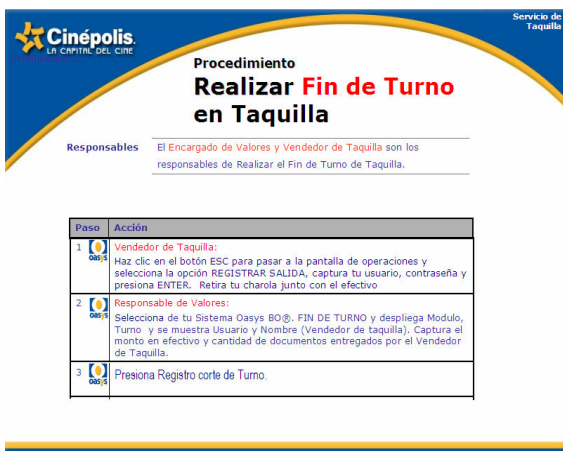 Servicio de
Taquilla
Cinépolis.
LA CAPITAL DEL CINE
Procedimiento
Realizar Fin de Turno
en Taquilla
Responsables
El Encargado de Valores y Vendedor de Taquilla son los
responsables de Realizar el Fin de Turno de Taquilla.
Paso Acción
1 oasys Vendedor de Taquilla:
Haz clic en el botón ESC para pasar a la pantalla de operaciones y
selecciona la opción REGISTRAR SALIDA, captura tu usuario, contraseña y
presiona ENTER. Retira tu charola junto con el efectivo
2 oasys Responsable de Valores:
Selecciona de tu Sistema Oasys BO®. FIN DE TURNO y despliega Modulo,
Turno y se muestra Usuario y Nombre (Vendedor de taquilla). Captura el
monto en efectivo y cantidad de documentos entregados por el Vendedor
de Taquilla.
3 oasys Presiona Registro corte de Turno.